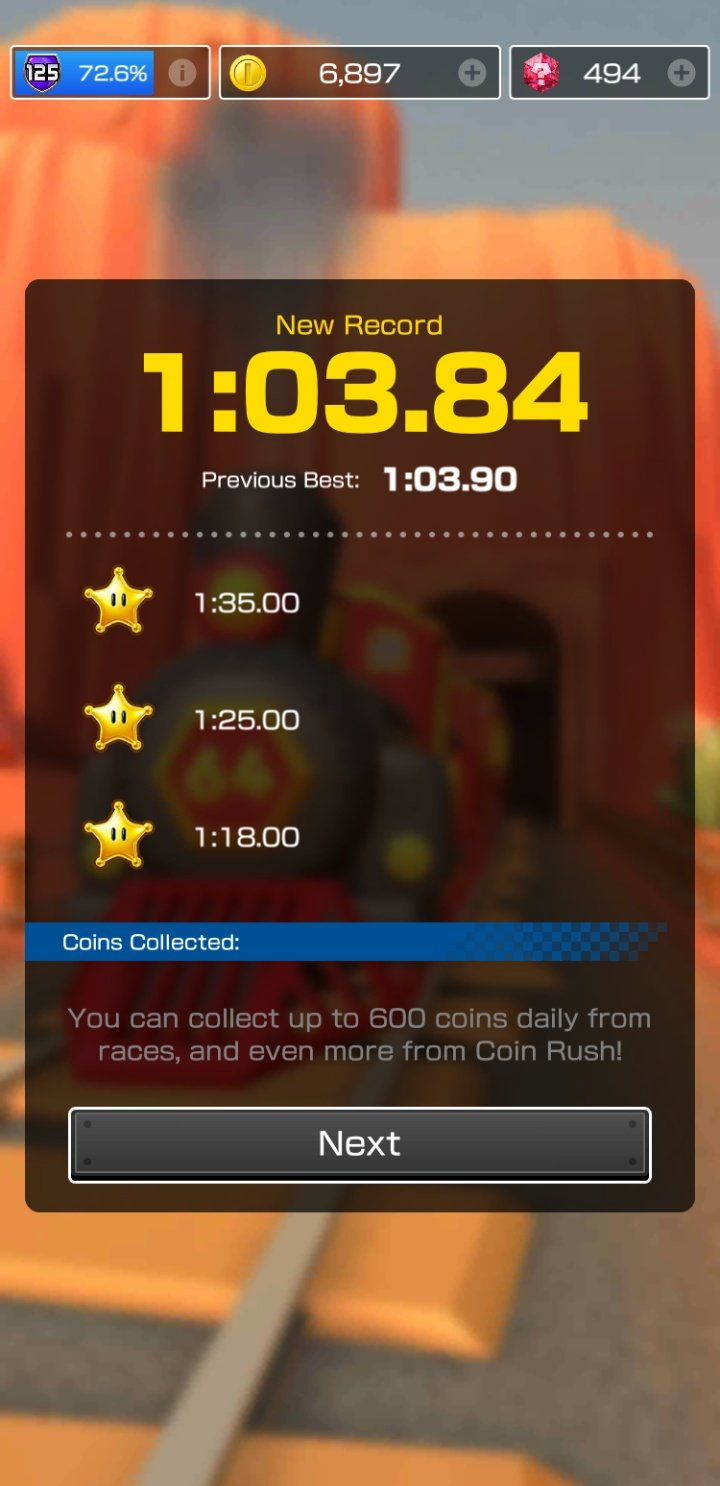 125 72.6% i 6,897 + 494 +
New Record
1:03.84
Previous Best: 1:03.90
1:35.00
1:25.00
64
1:18.00
Coins Collected:
You can collect up to 600 coins daily from
races, and even more from Coin Rush!
Next